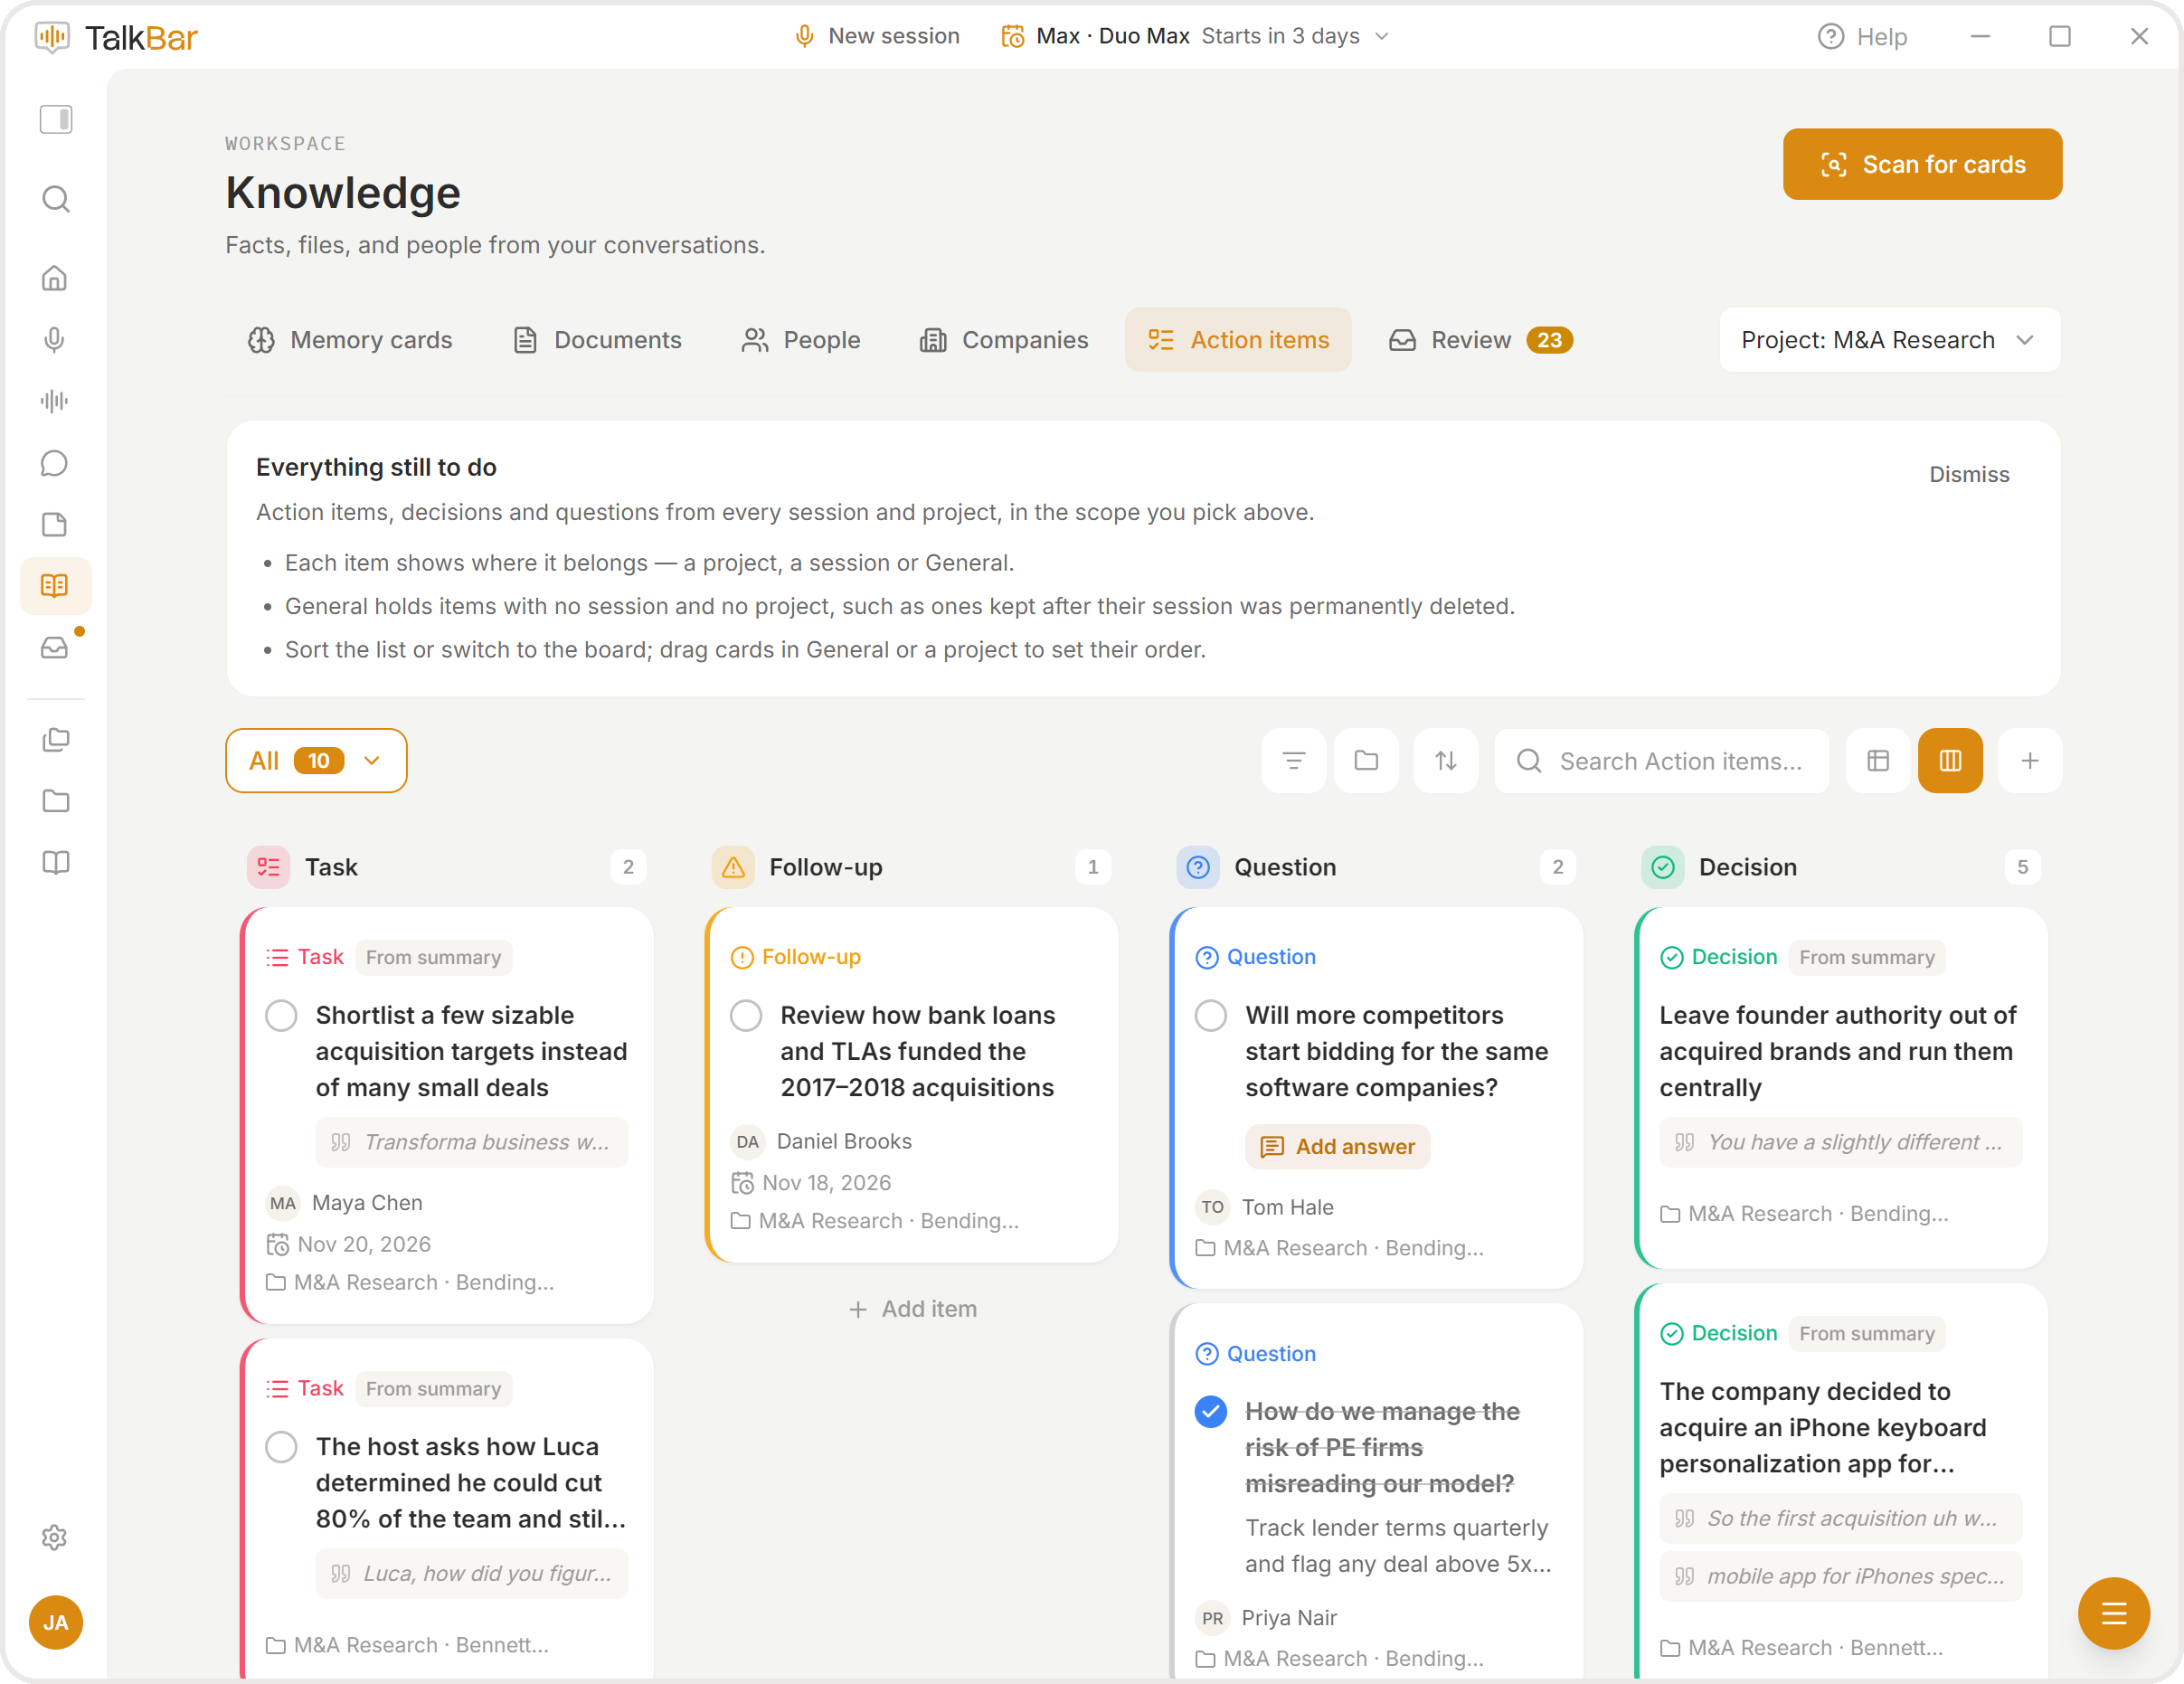 TalkBar
New session
Max · Duo Max Starts in 3 days
Help
WORKSPACE
Knowledge
Facts, files, and people from your conversations.
Scan for cards
Memory cards
Documents
People
Companies
Action items
Review 23
Project: M&A Research
Everything still to do
Dismiss
Action items, decisions and questions from every session and project, in the scope you pick above.
• Each item shows where it belongs — a project, a session or General.
• General holds items with no session and no project, such as ones kept after their session was permanently deleted.
• Sort the list or switch to the board; drag cards in General or a project to set their order.
All 10
Search Action items...
Task 2
Task From summary
Shortlist a few sizable
acquisition targets instead
of many small deals
Transforma business w...
MA Maya Chen
Nov 20, 2026
M&A Research · Bending...
Task From summary
The host asks how Luca
determined he could cut
80% of the team and stil...
Luca, how did you figur...
M&A Research · Bennett...
Follow-up 1
Follow-up
Review how bank loans
and TLAs funded the
2017–2018 acquisitions
DA Daniel Brooks
Nov 18, 2026
M&A Research · Bending...
+ Add item
Question 2
Question
Will more competitors
start bidding for the same
software companies?
Add answer
TO Tom Hale
M&A Research · Bending...
Question
How do we manage the
risk of PE firms
misreading our model?
Track lender terms quarterly
and flag any deal above 5x...
PR Priya Nair
M&A Research · Bending...
Decision 5
Decision From summary
Leave founder authority out of
acquired brands and run them
centrally
You have a slightly different ...
M&A Research · Bending...
Decision From summary
The company decided to
acquire an iPhone keyboard
personalization app for...
So the first acquisition uh w...
mobile app for iPhones spec...
M&A Research · Bennett...
JA